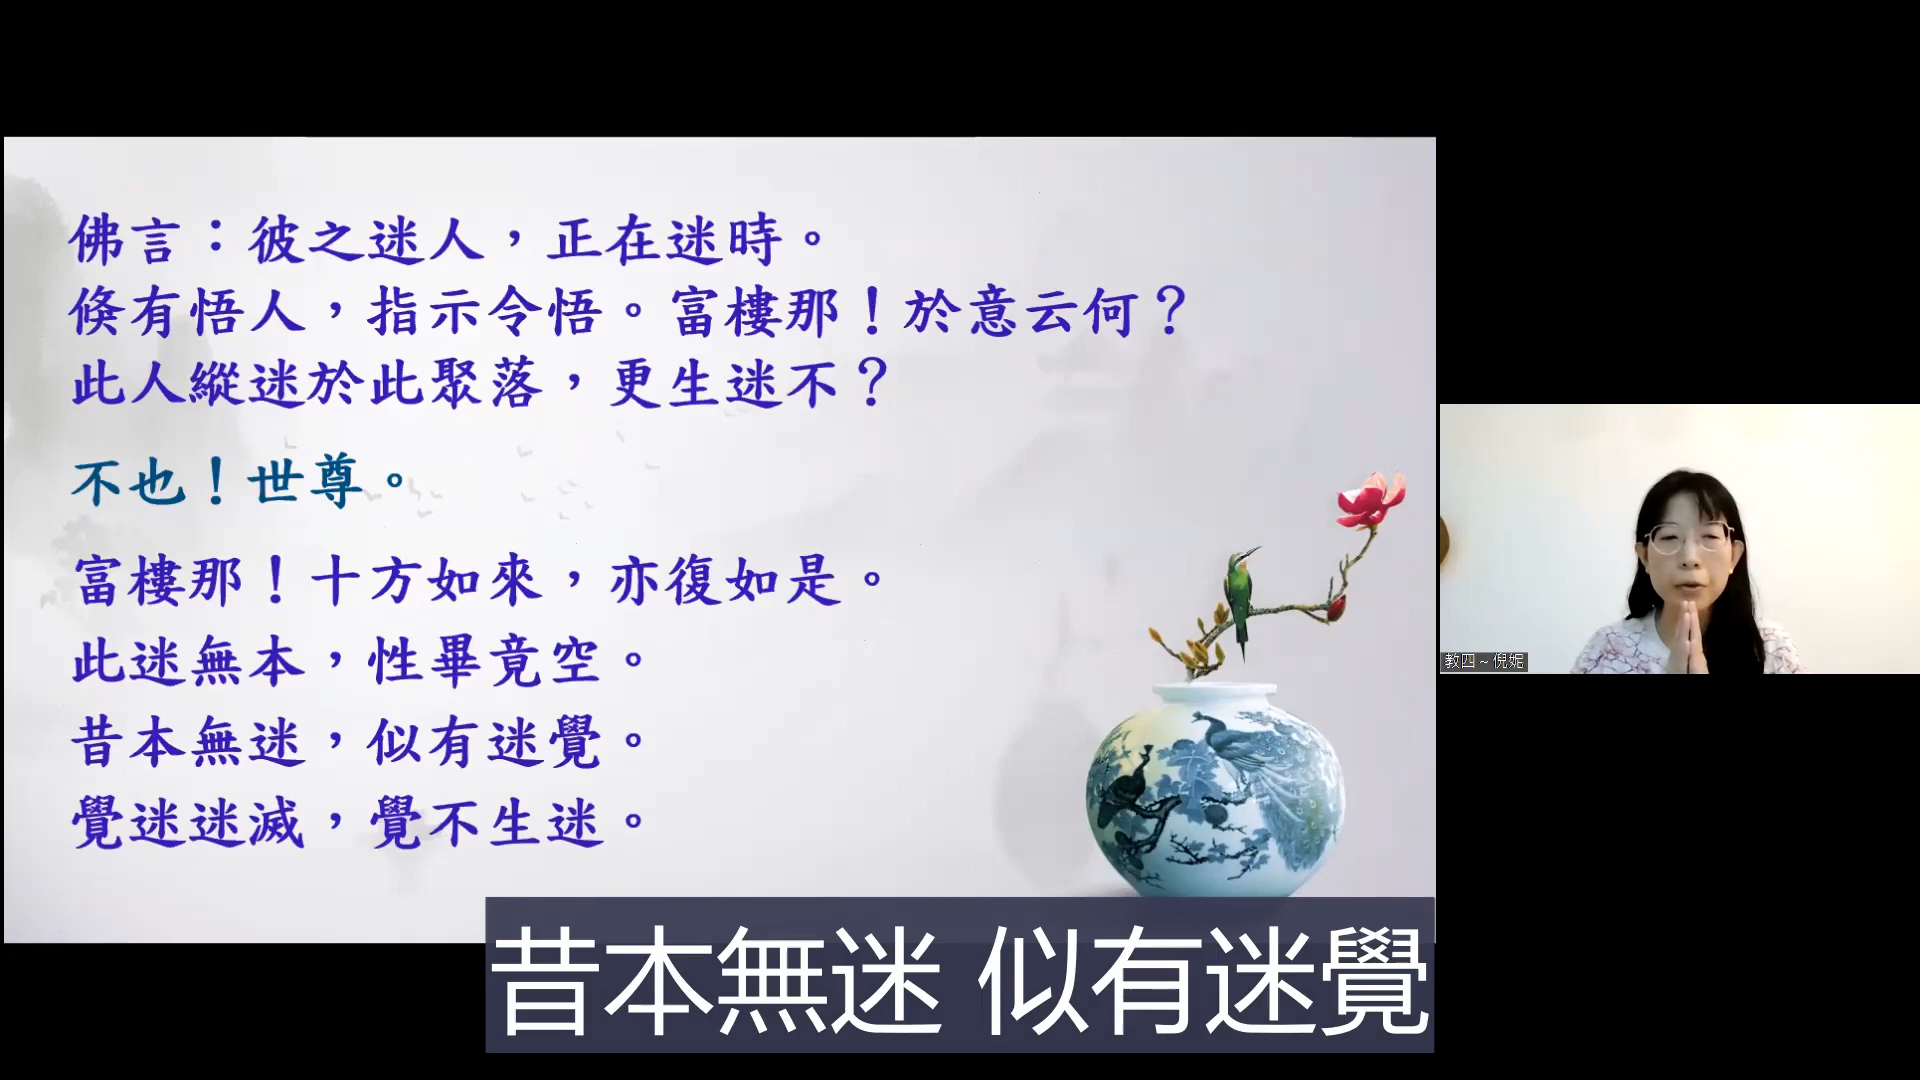 佛言：彼之迷人，正在迷時。
倏有悟人，指示令悟。富樓那！於意云何？
此人縱迷於此聚落，更生迷不？
不也！世尊。
富樓那！十方如來，亦復如是。
此迷無本，性畢竟空。
昔本無迷，似有迷覺。
覺迷迷滅，覺不生迷。
教四～倪妮
昔本無迷 似有迷覺